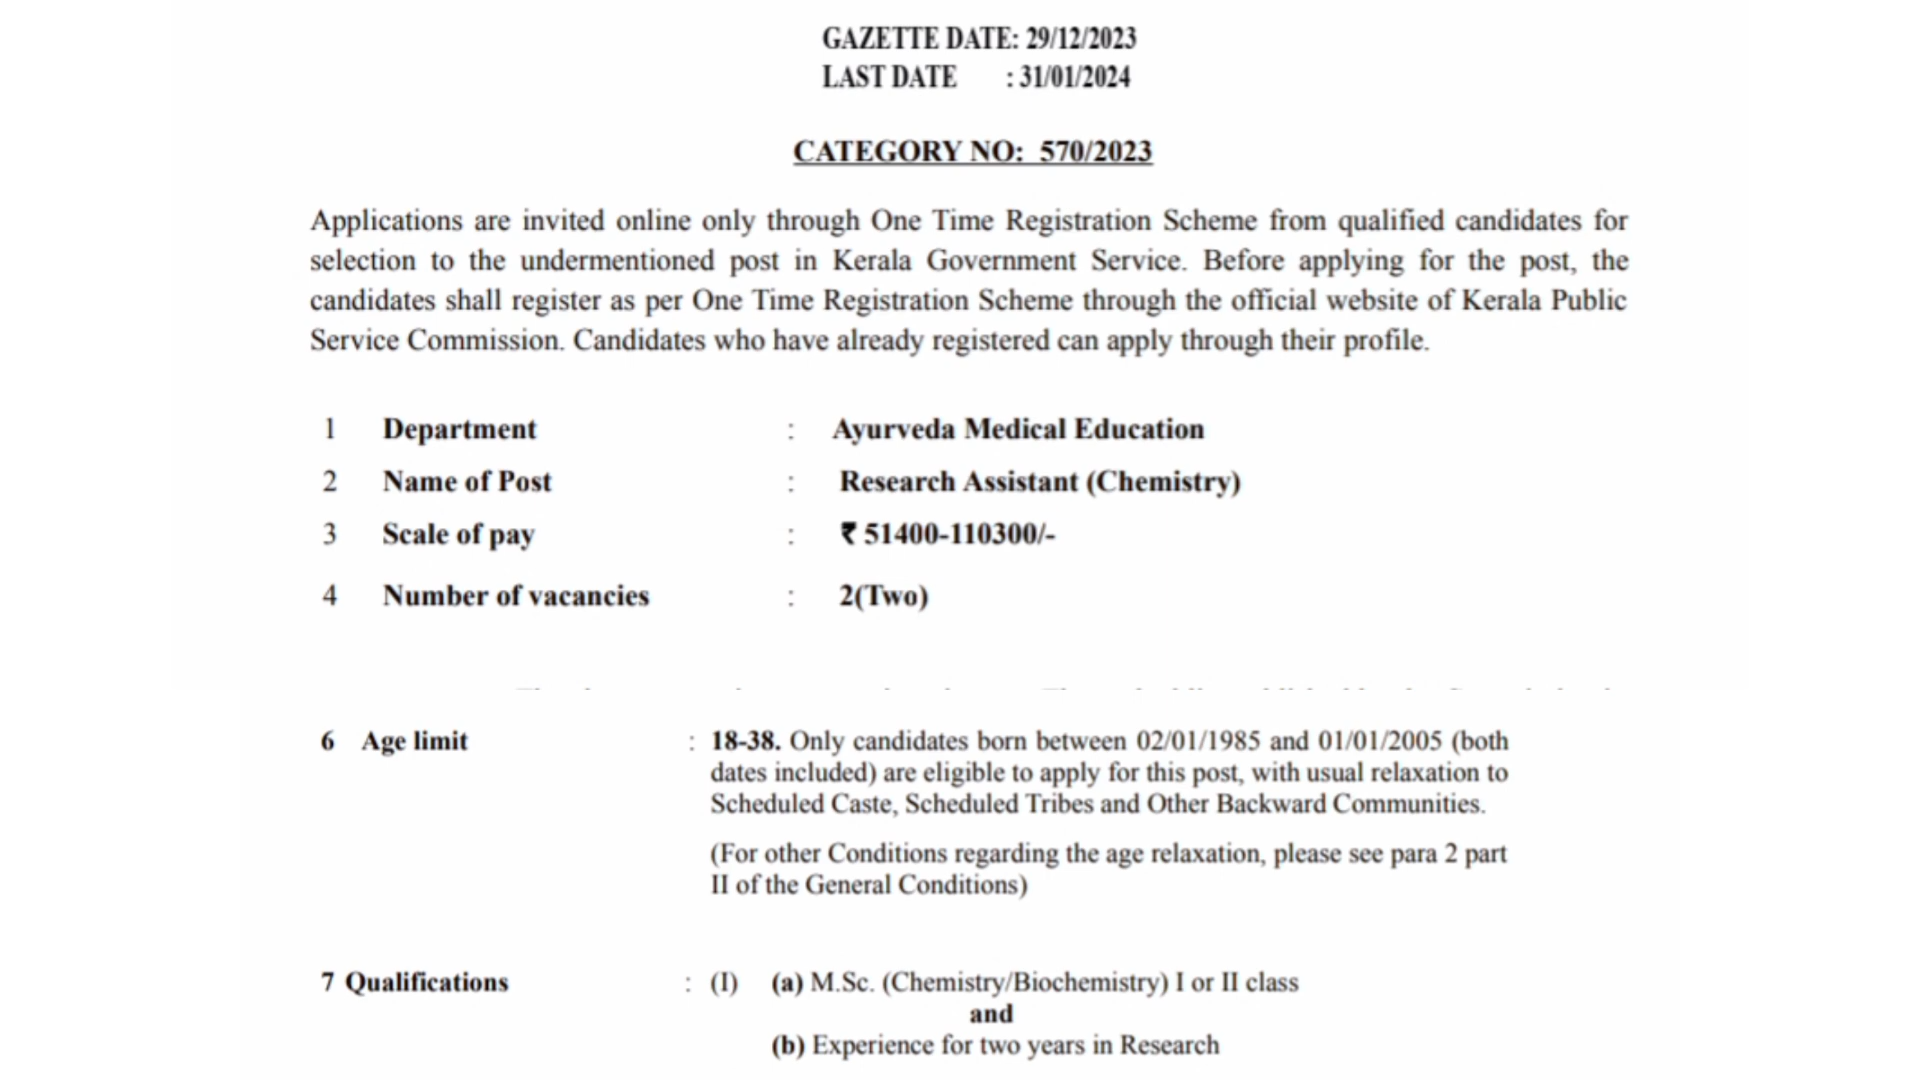 GAZETTE DATE: 29/12/2023
LAST DATE : 31/01/2024
CATEGORY NO: 570/2023
Applications are invited online only through One Time Registration Scheme from qualified candidates for
selection to the undermentioned post in Kerala Government Service. Before applying for the post, the
candidates shall register as per One Time Registration Scheme through the official website of Kerala Public
Service Commission. Candidates who have already registered can apply through their profile.
1 Department : Ayurveda Medical Education
2 Name of Post : Research Assistant (Chemistry)
3 Scale of pay : ₹ 51400-110300/-
4 Number of vacancies : 2(Two)
6 Age limit : 18-38. Only candidates born between 02/01/1985 and 01/01/2005 (both
dates included) are eligible to apply for this post, with usual relaxation to
Scheduled Caste, Scheduled Tribes and Other Backward Communities.
(For other Conditions regarding the age relaxation, please see para 2 part
II of the General Conditions)
7 Qualifications : (I) (a) M.Sc. (Chemistry/Biochemistry) I or II class
and
(b) Experience for two years in Research